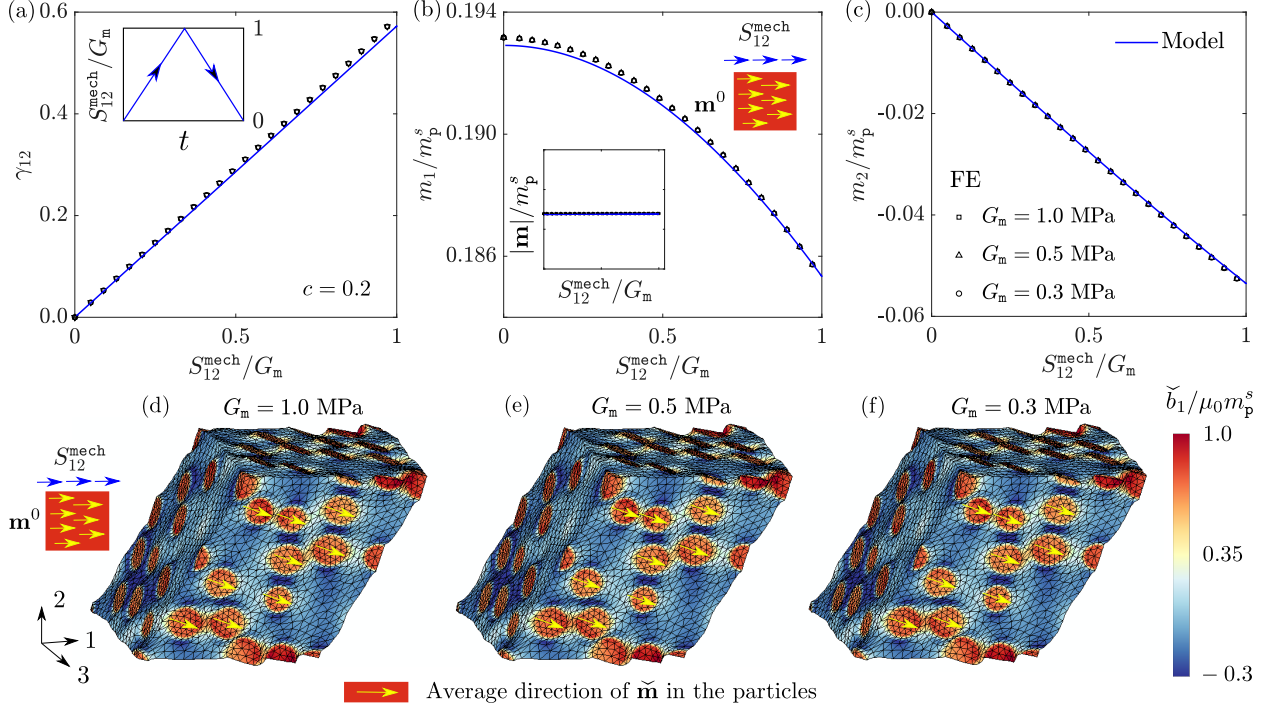 (a)
0.6
0.4
0.2
0.0
γ₁₂
S₁₂ᵐᵉᶜʰ/Gₘ
1
0
t
c = 0.2
0
0.5
1
S₁₂ᵐᵉᶜʰ/Gₘ
(b)
0.194
0.190
0.186
m₁/mₚˢ
S₁₂ᵐᵉᶜʰ
𝐦⁰
|𝐦|/mₚˢ
S₁₂ᵐᵉᶜʰ/Gₘ
0
0.5
1
S₁₂ᵐᵉᶜʰ/Gₘ
(c)
0.00
-0.02
-0.04
-0.06
m₂/mₚˢ
Model
FE
Gₘ = 1.0 MPa
Gₘ = 0.5 MPa
Gₘ = 0.3 MPa
0
0.5
1
S₁₂ᵐᵉᶜʰ/Gₘ
(d)
Gₘ = 1.0 MPa
(e)
Gₘ = 0.5 MPa
(f)
Gₘ = 0.3 MPa
S₁₂ᵐᵉᶜʰ
𝐦⁰
2
1
3
b̆₁/μ₀mₚˢ
1.0
0.35
−0.3
Average direction of 𝐦̆ in the particles